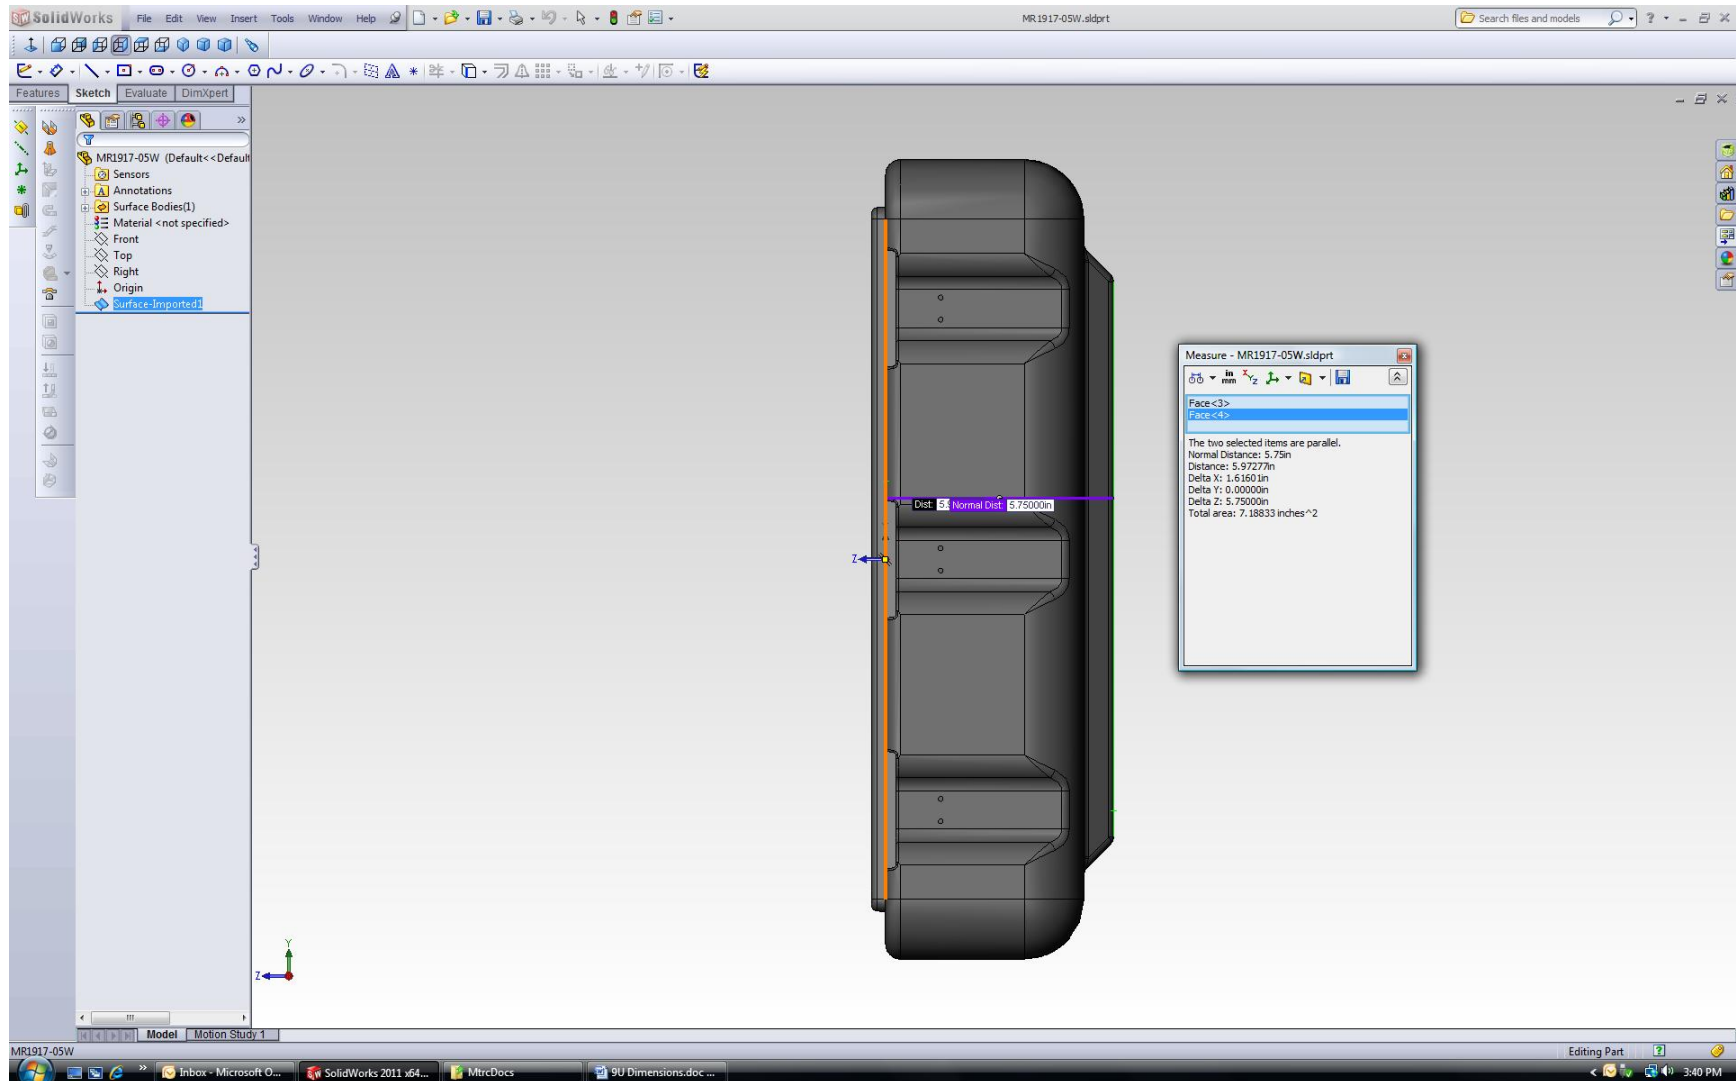 SolidWorks File Edit View Insert Tools Window Help MR1917-05W.sldprt Search files and models
Features Sketch Evaluate DimXpert
MR1917-05W (Default<<Default
Sensors
Annotations
Surface Bodies(1)
Material <not specified>
Front
Top
Right
Origin
Surface-Imported1
Measure - MR1917-05W.sldprt
in
mm
XYZ
Face<3>
Face<4>
The two selected items are parallel.
Normal Distance: 5.75in
Distance: 5.97277in
Delta X: 1.61601in
Delta Y: 0.00000in
Delta Z: 5.75000in
Total area: 7.18833 inches^2
Dist: 5.9 Normal Dist: 5.75000in
Z
Y
Z
Model Motion Study 1
MR1917-05W Editing Part
Inbox - Microsoft O... SolidWorks 2011 x64... MtrcDocs 9U Dimensions.doc ... 3:40 PM